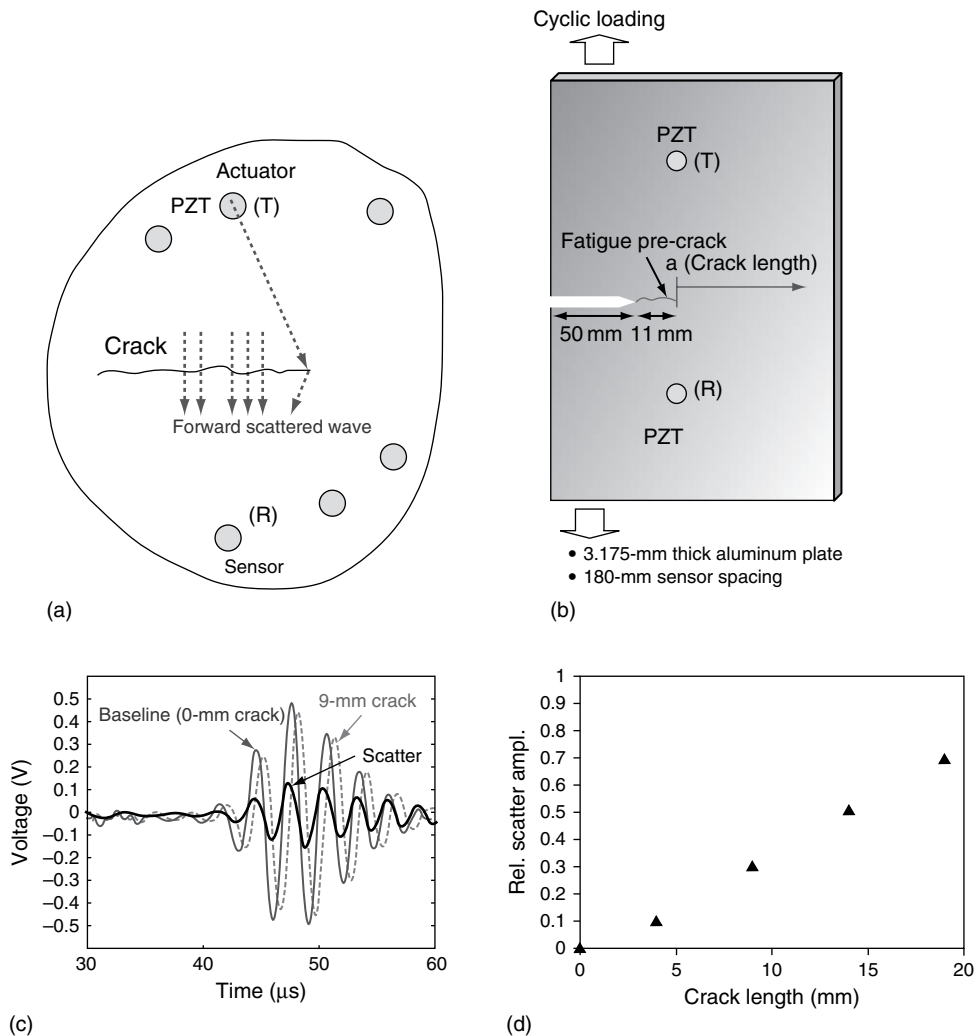 Actuator
PZT (T)
Crack
Forward scattered wave
(R)
Sensor
(a)
Cyclic loading
PZT
(T)
Fatigue pre-crack
a (Crack length)
50 mm 11 mm
(R)
PZT
• 3.175-mm thick aluminum plate
• 180-mm sensor spacing
(b)
0.5
0.4
0.3
0.2
0.1
0
–0.1
–0.2
–0.3
–0.4
–0.5
Voltage (V)
Baseline (0-mm crack)
9-mm crack
Scatter
30 40 50 60
Time (μs)
(c)
1
0.9
0.8
0.7
0.6
0.5
0.4
0.3
0.2
0.1
0
Rel. scatter ampl.
0 5 10 15 20
Crack length (mm)
(d)